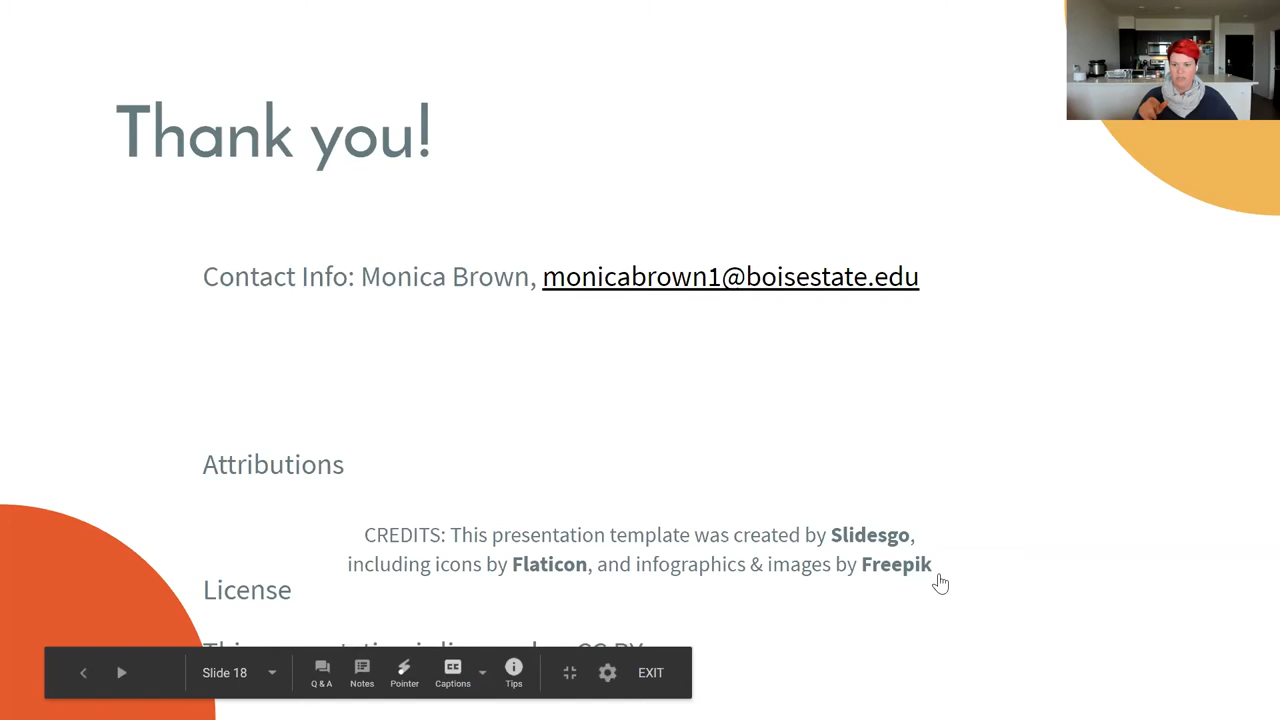 Thank you!
Contact Info: Monica Brown, monicabrown1@boisestate.edu
Attributions
CREDITS: This presentation template was created by Slidesgo,
including icons by Flaticon, and infographics & images by Freepik
License
Slide 18
Q & A
Notes
Pointer
Captions
Tips
EXIT